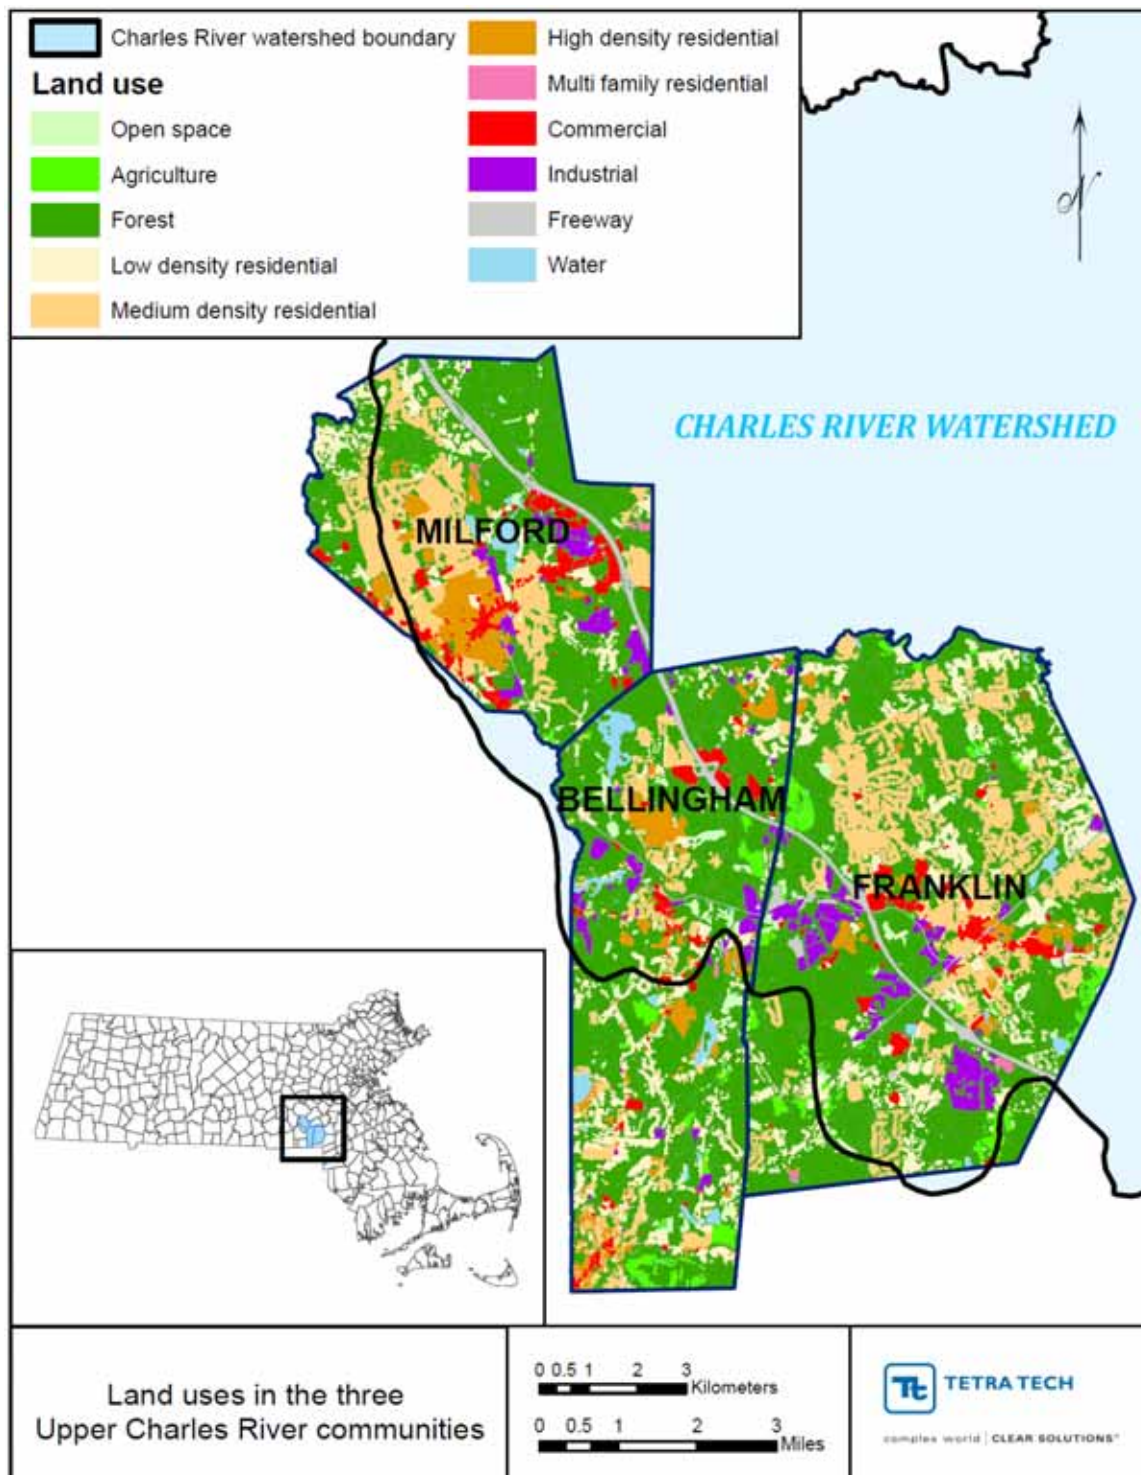 Charles River watershed boundary
Land use
Open space
Agriculture
Forest
Low density residential
Medium density residential
High density residential
Multi family residential
Commercial
Industrial
Freeway
Water
N
CHARLES RIVER WATERSHED
MILFORD
BELLINGHAM
FRANKLIN
Land uses in the three
Upper Charles River communities
0 0.5 1 2 3
Kilometers
0 0.5 1 2 3
Miles
Tt TETRA TECH
complex world | CLEAR SOLUTIONS™